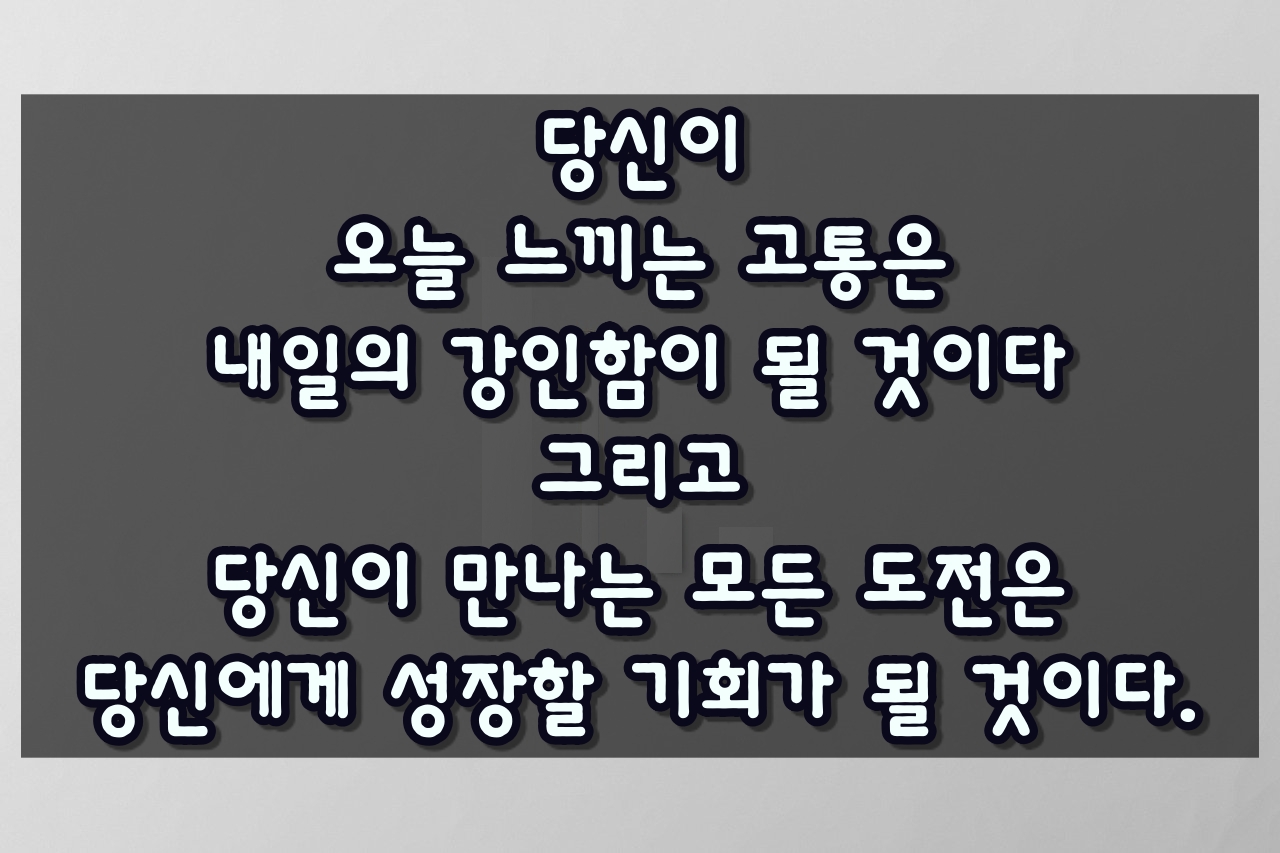 당신이
오늘 느끼는 고통은
내일의 강인함이 될 것이다
그리고
당신이 만나는 모든 도전은
당신에게 성장할 기회가 될 것이다.